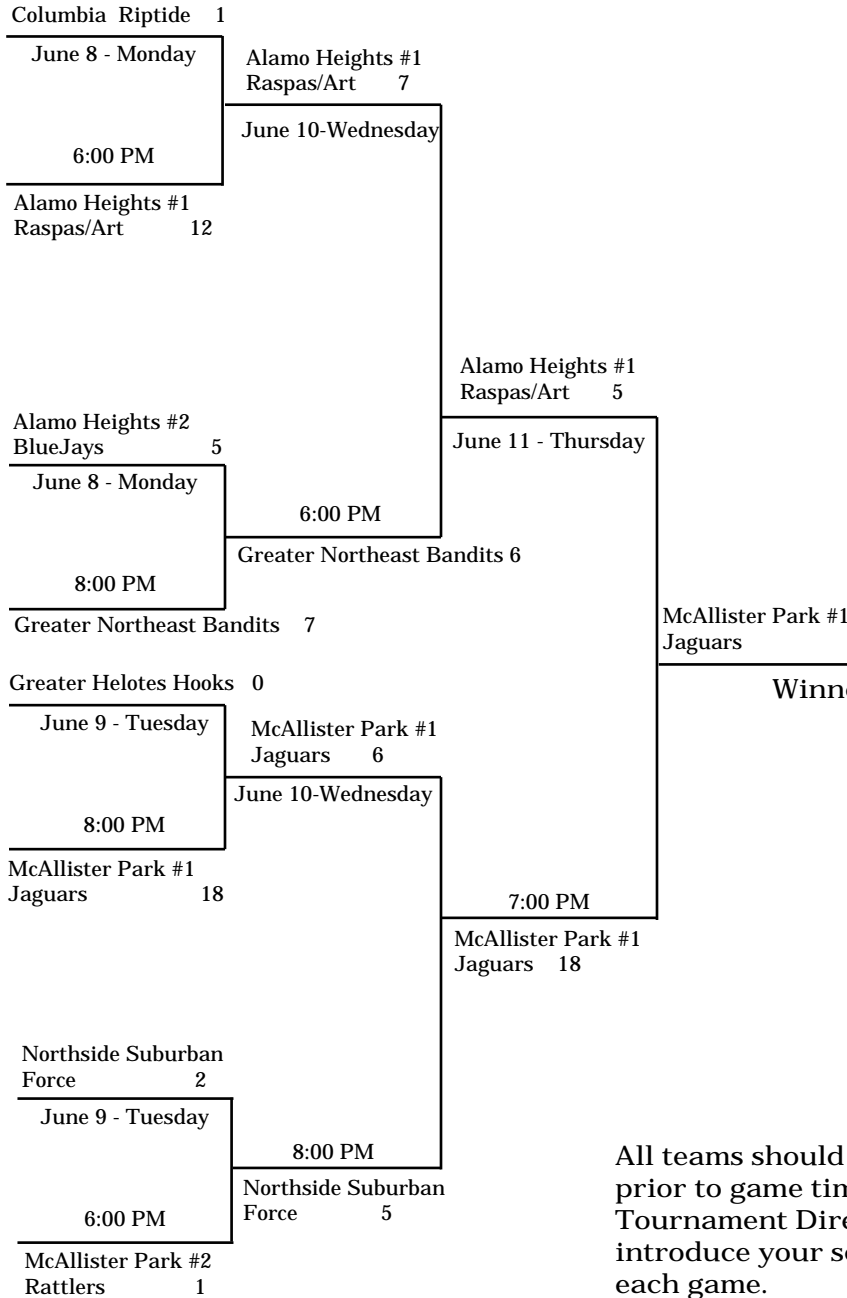 Columbia Riptide 1
June 8 - Monday
6:00 PM
Alamo Heights #1
Raspas/Art 12
Alamo Heights #1
Raspas/Art 7
June 10-Wednesday
Alamo Heights #2
BlueJays 5
June 8 - Monday
8:00 PM
Greater Northeast Bandits 7
6:00 PM
Greater Northeast Bandits 6
Alamo Heights #1
Raspas/Art 5
June 11 - Thursday
McAllister Park #1
Jaguars
Greater Helotes Hooks 0
June 9 - Tuesday
8:00 PM
McAllister Park #1
Jaguars 18
McAllister Park #1
Jaguars 6
June 10-Wednesday
7:00 PM
McAllister Park #1
Jaguars 18
Northside Suburban
Force 2
June 9 - Tuesday
6:00 PM
McAllister Park #2
Rattlers 1
8:00 PM
Northside Suburban
Force 5
All teams should
prior to game
Tournament
introduce your
each game.